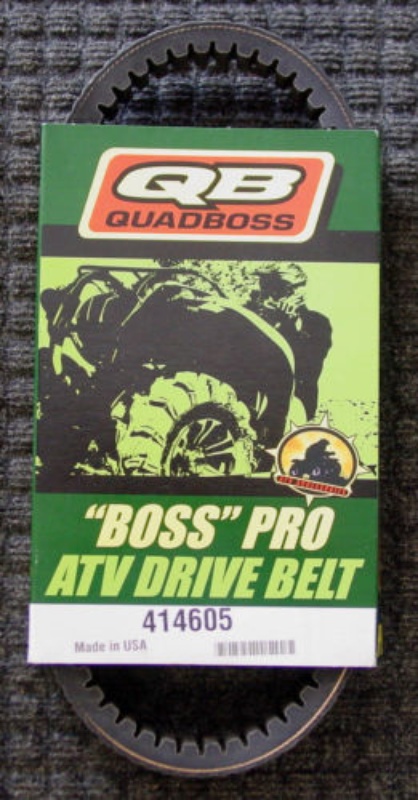 QB
QUADBOSS
"BOSS" PRO
ATV DRIVE BELT
414605
Made in USA